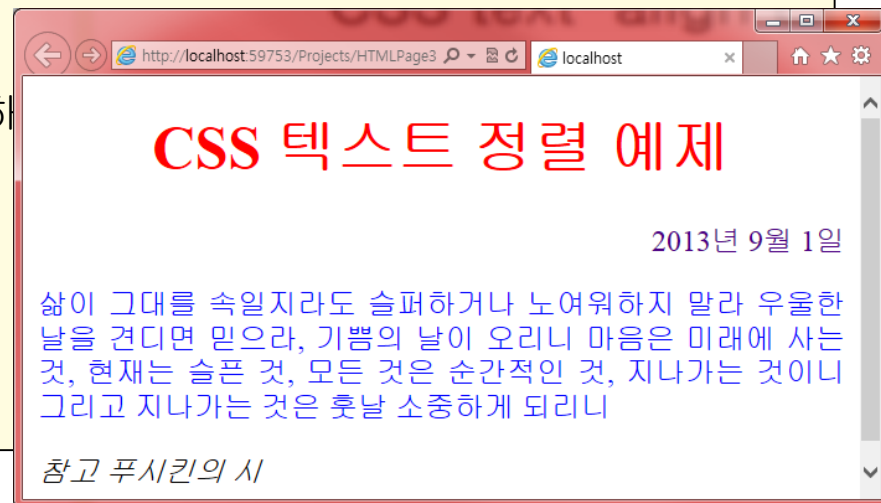 CSS text align
http://localhost:59753/Projects/HTMLPage3
localhost
CSS 텍스트 정렬 예제
2013년 9월 1일
삶이 그대를 속일지라도 슬퍼하거나 노여워하지 말라 우울한
날을 견디면 믿으라, 기쁨의 날이 오리니 마음은 미래에 사는
것, 현재는 슬픈 것, 모든 것은 순간적인 것, 지나가는 것이니
그리고 지나가는 것은 훗날 소중하게 되리니
참고 푸시킨의 시